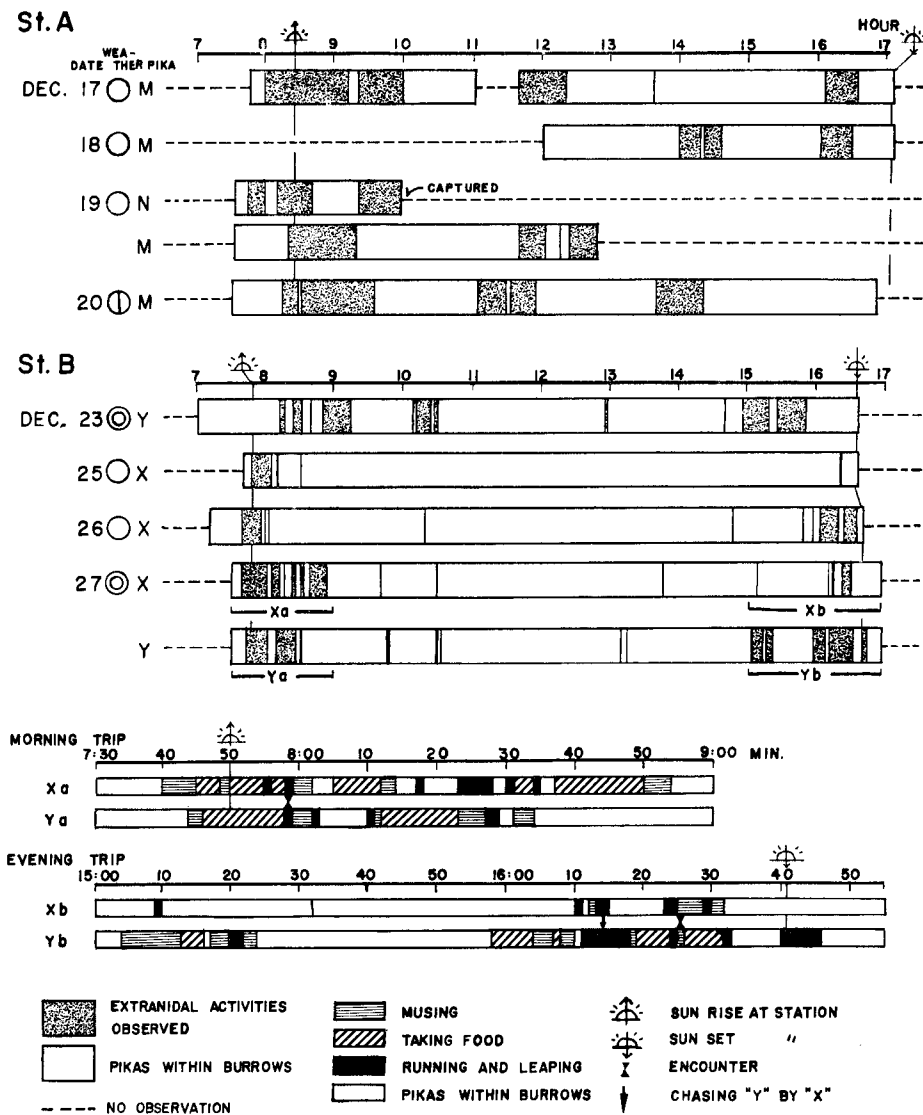 St. A
HOUR
7 8 9 10 11 12 13 14 15 16 17
WEA-
DATE THER PIKA
DEC. 17 M
18 M
19 N
CAPTURED
M
20 M
St. B
7 8 9 10 11 12 13 14 15 16 17
DEC. 23 Y
25 X
26 X
27 X
Xa Xb
Y
Ya Yb
MORNING TRIP
7:30 40 50 8:00 10 20 30 40 50 9:00 MIN.
Xa
Ya
EVENING TRIP
15:00 10 20 30 40 50 16:00 10 20 30 40 50
Xb
Yb
EXTRANIDAL ACTIVITIES
OBSERVED
PIKAS WITHIN BURROWS
NO OBSERVATION
MUSING
TAKING FOOD
RUNNING AND LEAPING
PIKAS WITHIN BURROWS
SUN RISE AT STATION
SUN SET "
ENCOUNTER
CHASING "Y" BY "X"